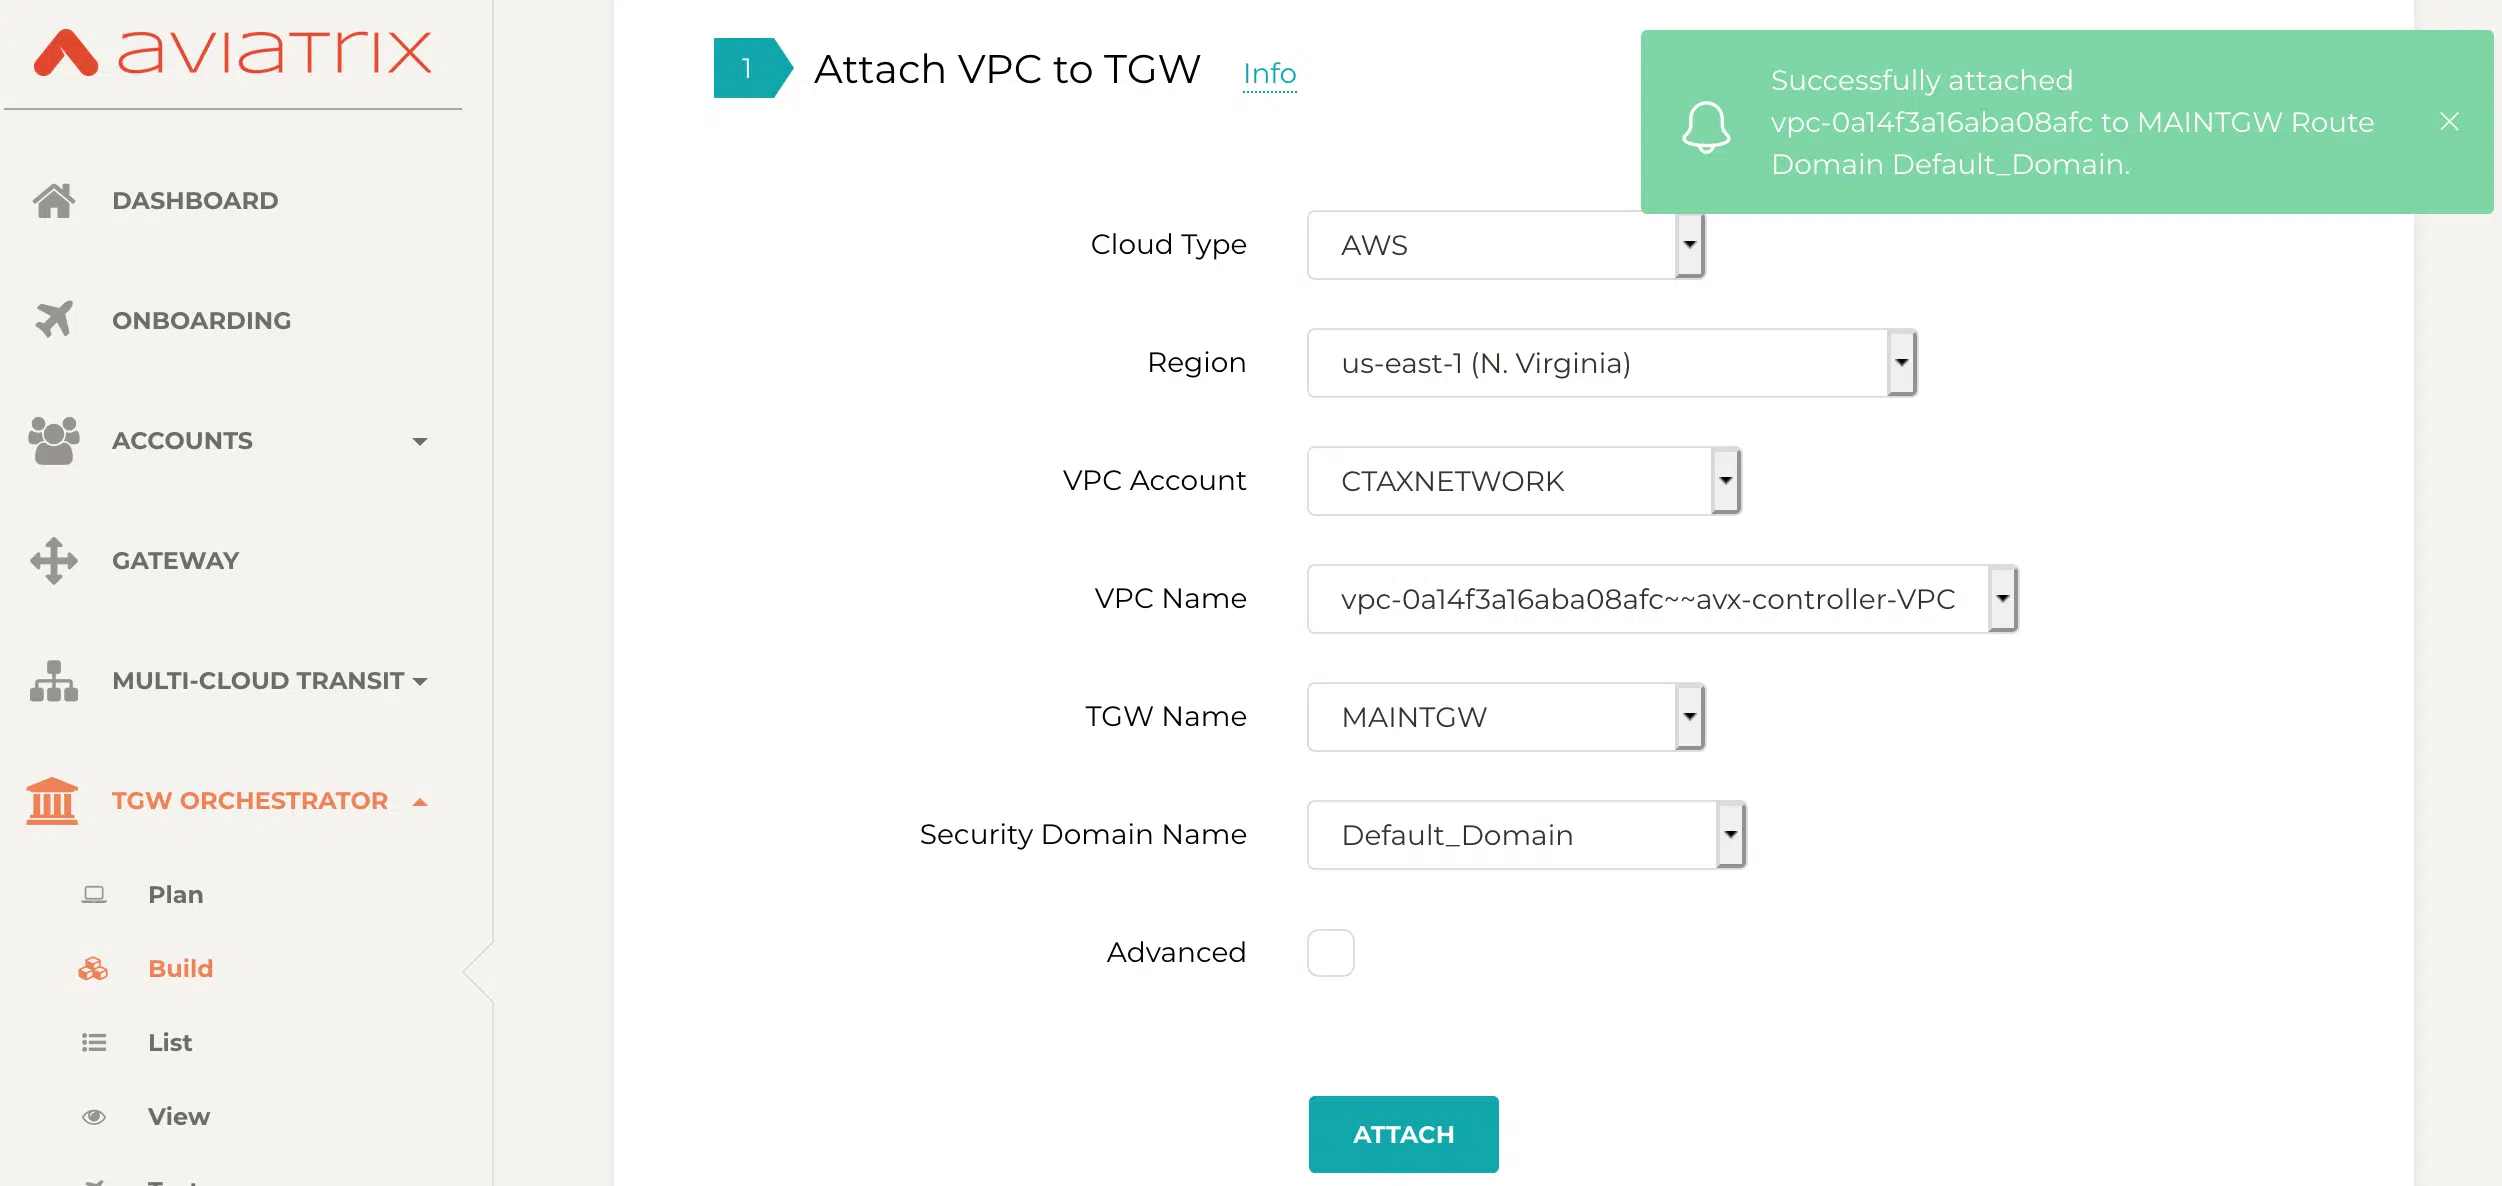 aviatrix
DASHBOARD
ONBOARDING
ACCOUNTS
GATEWAY
MULTI-CLOUD TRANSIT
TGW ORCHESTRATOR
Plan
Build
List
View
1
Attach VPC to TGW
Info
Successfully attached
vpc-0a14f3a16aba08afc to MAINTGW Route
Domain Default_Domain.
Cloud Type
AWS
Region
us-east-1 (N. Virginia)
VPC Account
CTAXNETWORK
VPC Name
vpc-0a14f3a16aba08afc~~avx-controller-VPC
TGW Name
MAINTGW
Security Domain Name
Default_Domain
Advanced
ATTACH